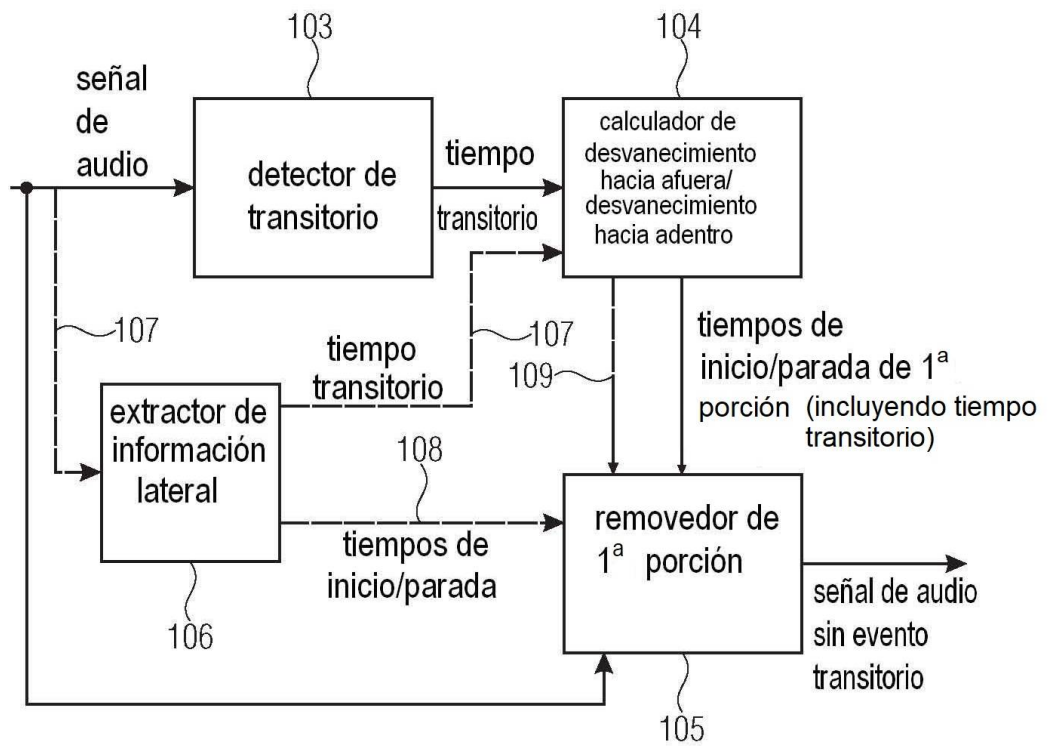 103
104
señal
de
audio
detector de
transitorio
tiempo
transitorio
calculador de
desvanecimiento
hacia afuera/
desvanecimiento
hacia adentro
107
tiempo
transitorio
107
109
tiempos de
inicio/parada de 1ª
porción (incluyendo tiempo
transitorio)
extractor de
información
lateral
108
tiempos de
inicio/parada
removedor de
1ª porción
106
señal de audio
sin evento
transitorio
105